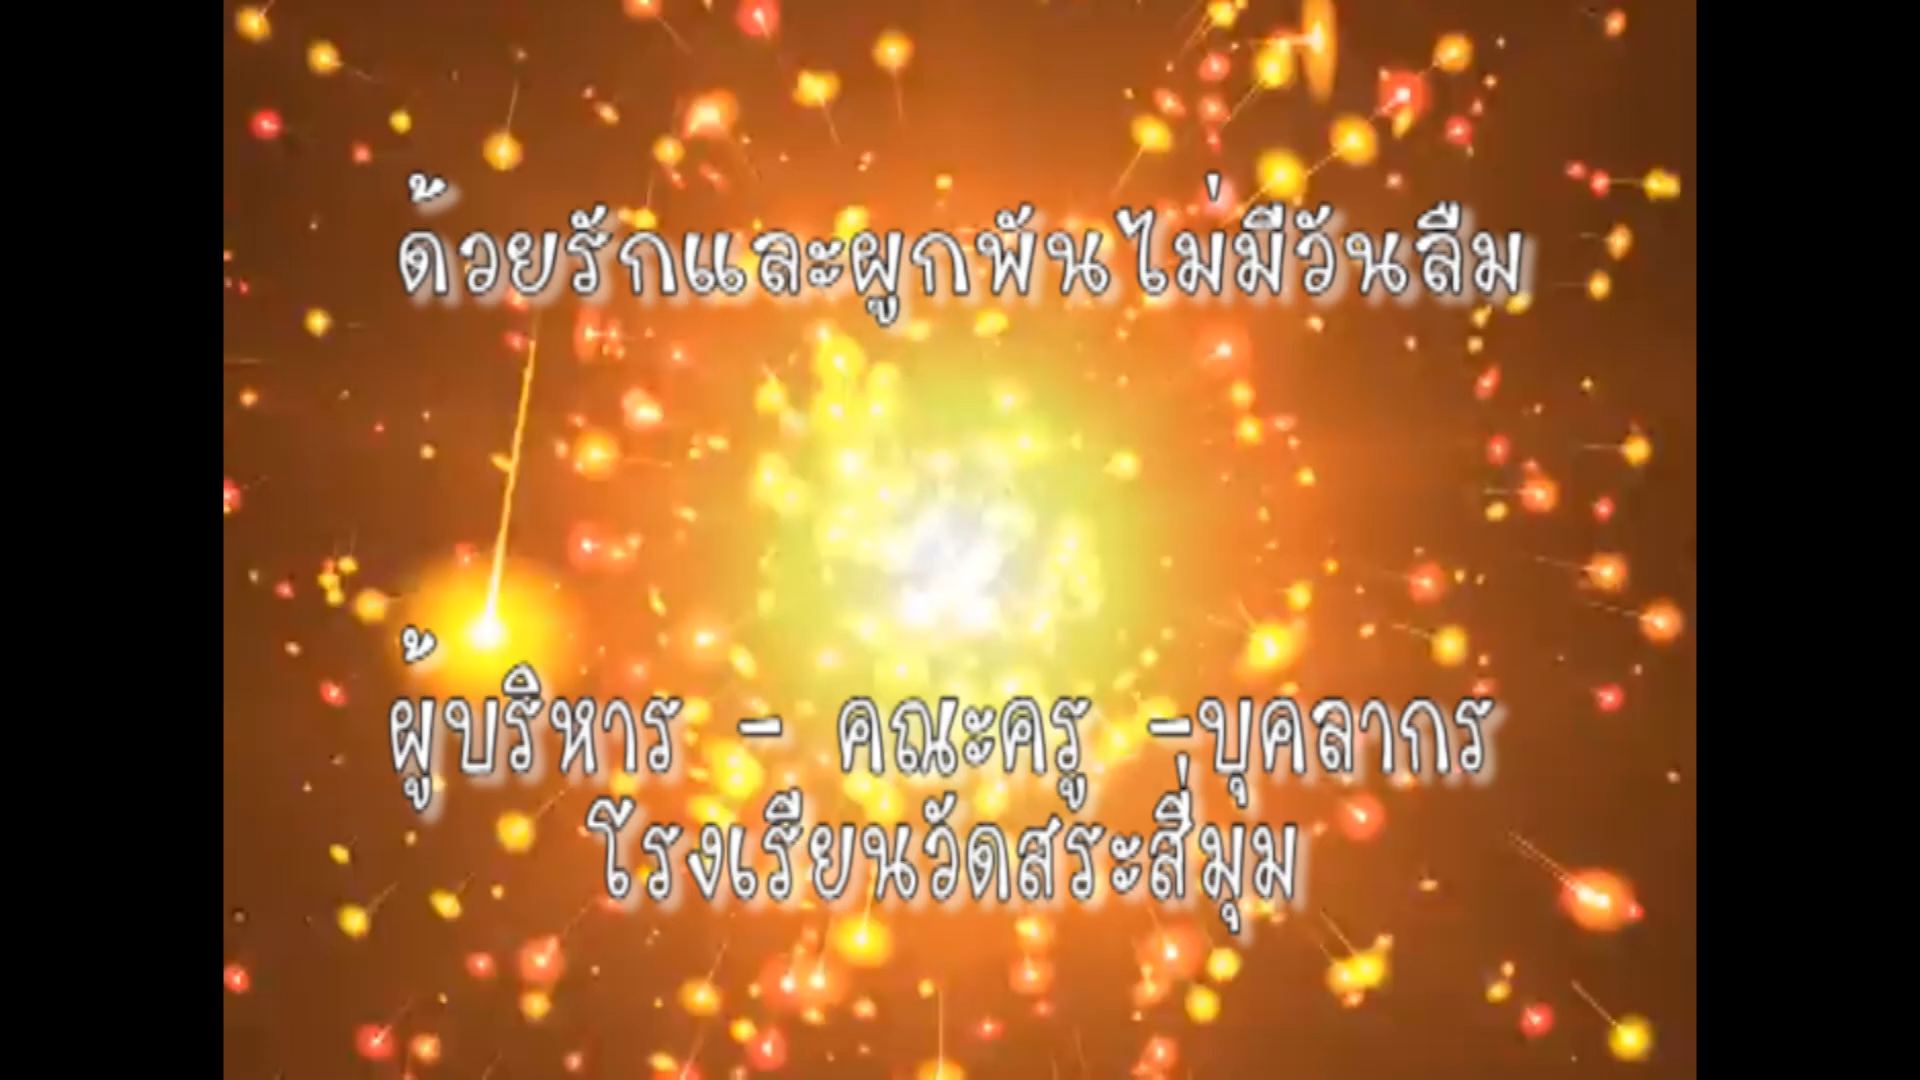 ด้วยรักและผูกพันไม่มีวันลืม
ผู้บริหาร - คณะครู -บุคลากร
โรงเรียนวัดสระสี่มุม